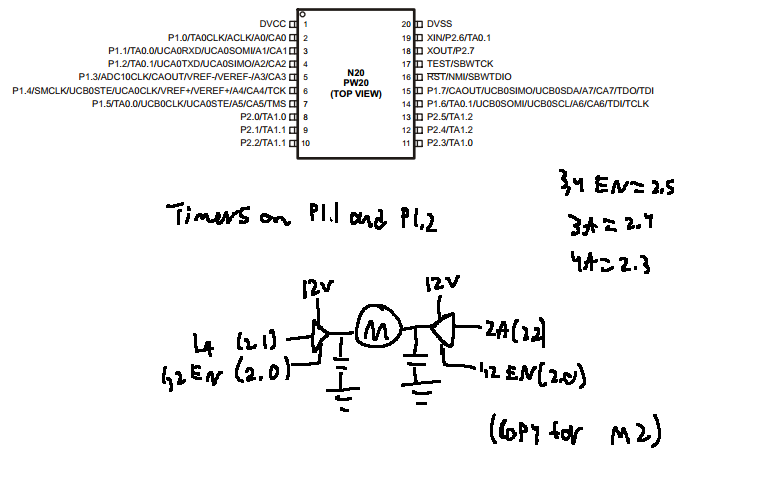 DVCC 1
P1.0/TA0CLK/ACLK/A0/CA0 2
P1.1/TA0.0/UCA0RXD/UCA0SOMI/A1/CA1 3
P1.2/TA0.1/UCA0TXD/UCA0SIMO/A2/CA2 4
P1.3/ADC10CLK/CAOUT/VREF-/VEREF-/A3/CA3 5
P1.4/SMCLK/UCB0STE/UCA0CLK/VREF+/VEREF+/A4/CA4/TCK 6
P1.5/TA0.0/UCB0CLK/UCA0STE/A5/CA5/TMS 7
P2.0/TA1.0 8
P2.1/TA1.1 9
P2.2/TA1.1 10
N20
PW20
(TOP VIEW)
20 DVSS
19 XIN/P2.6/TA0.1
18 XOUT/P2.7
17 TEST/SBWTCK
16 RST/NMI/SBWTDIO
15 P1.7/CAOUT/UCB0SIMO/UCB0SDA/A7/CA7/TDO/TDI
14 P1.6/TA0.1/UCB0SOMI/UCB0SCL/A6/CA6/TDI/TCLK
13 P2.5/TA1.2
12 P2.4/TA1.2
11 P2.3/TA1.0
3,4 EN=2.5
3A=2.4
4A=2.3
Timers on P1.1 and P1.2
12V
12V
M
1A (2.1)
2A(2.2)
1,2 EN (2.0)
1,2 EN(2.0)
(COPY for M2)